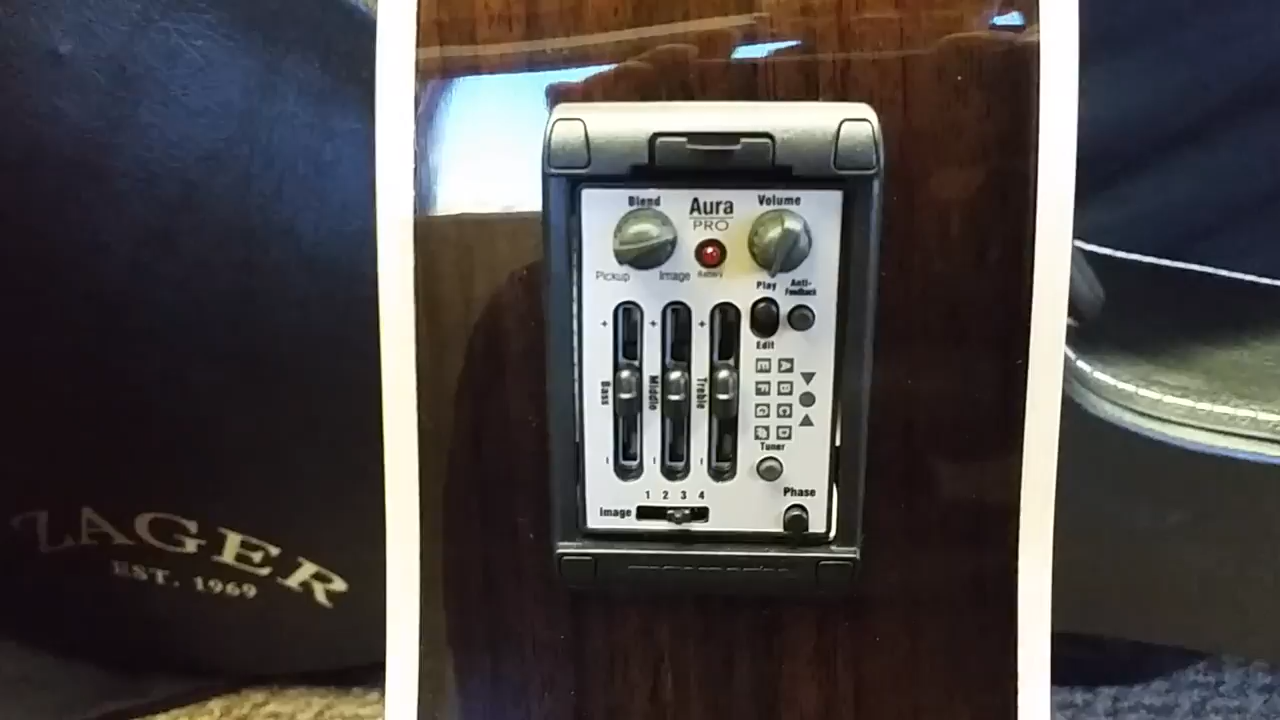 Blend
Aura
PRO
Volume
Pickup
Image
Battery
Play
Anti-
Feedback
Edit
+ + +
Bass
Middle
Treble
E A
F B
G C
D
Tuner
- - -
1 2 3 4
Image
Phase
ZAGER
EST. 1969